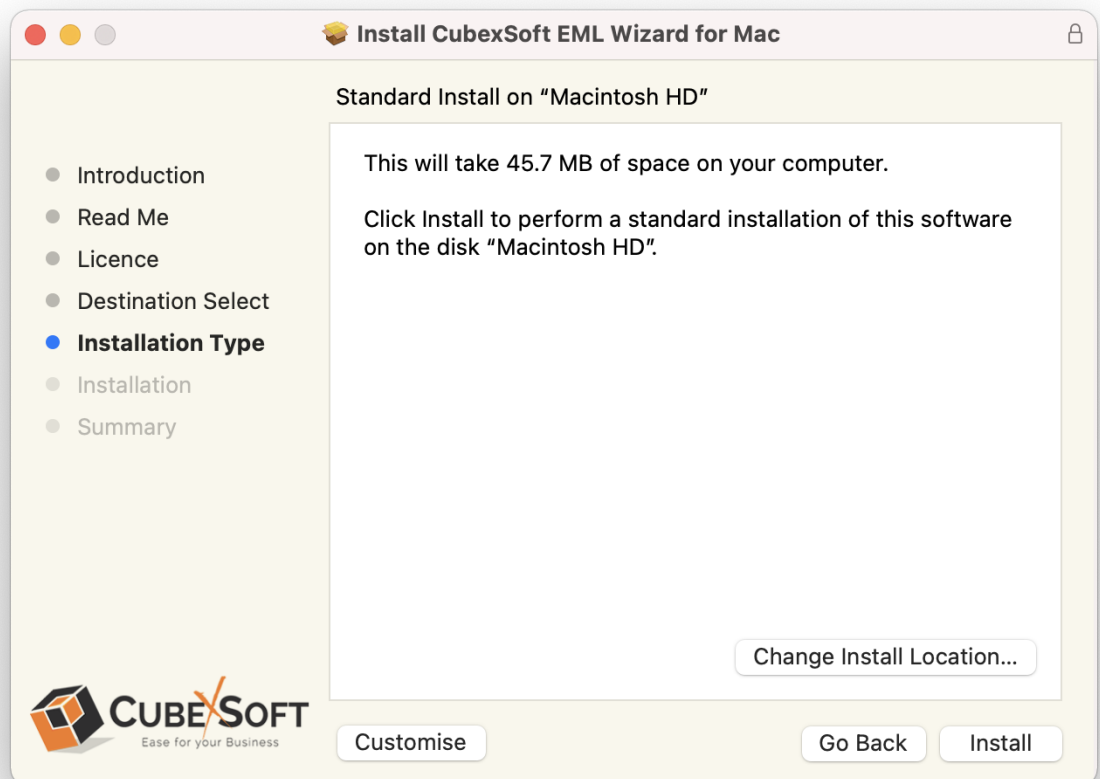 Install CubexSoft EML Wizard for Mac
Standard Install on “Macintosh HD”
Introduction
Read Me
Licence
Destination Select
Installation Type
Installation
Summary
This will take 45.7 MB of space on your computer.
Click Install to perform a standard installation of this software
on the disk “Macintosh HD”.
Change Install Location...
CUBEXSOFT
Ease for your Business
Customise
Go Back
Install